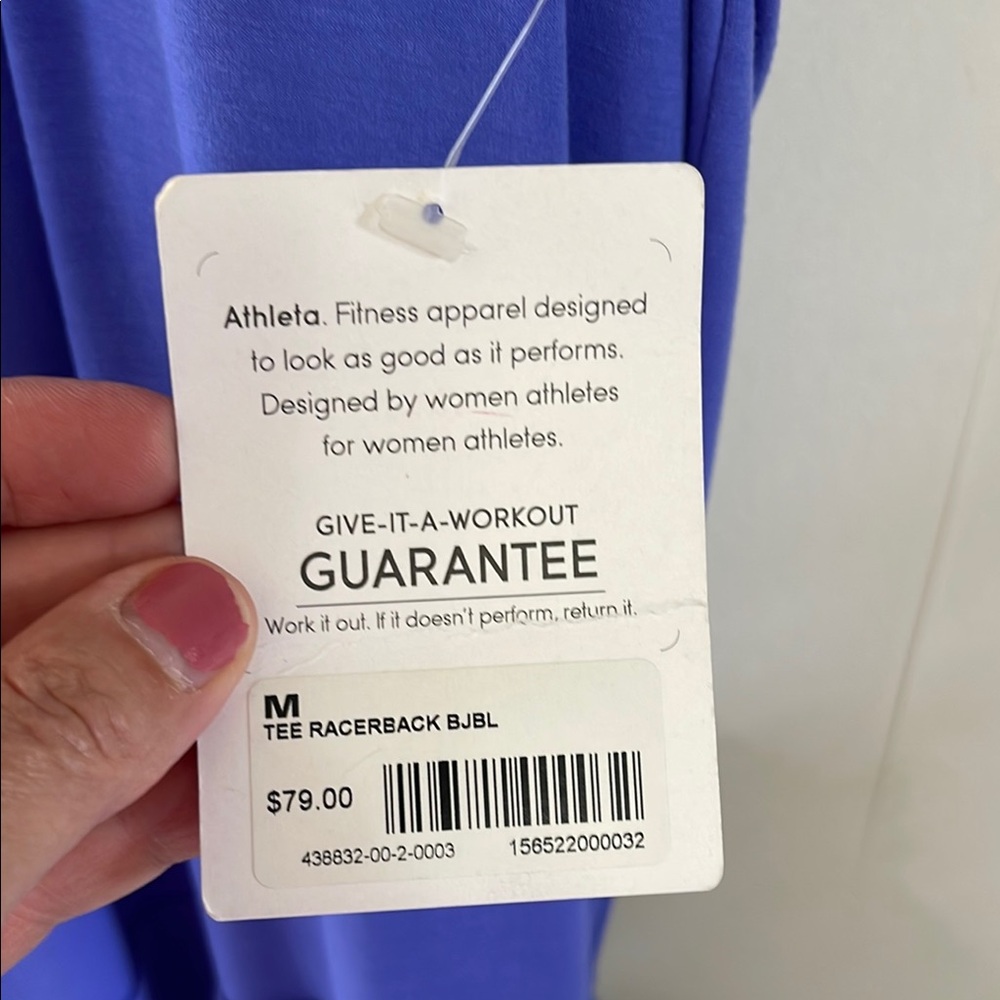 Athleta. Fitness apparel designed
to look as good as it performs.
Designed by women athletes
for women athletes.
GIVE-IT-A-WORKOUT
GUARANTEE
Work it out. If it doesn't perform, return it.
M
TEE RACERBACK BJBL
$79.00
438832-00-2-0003 156522000032